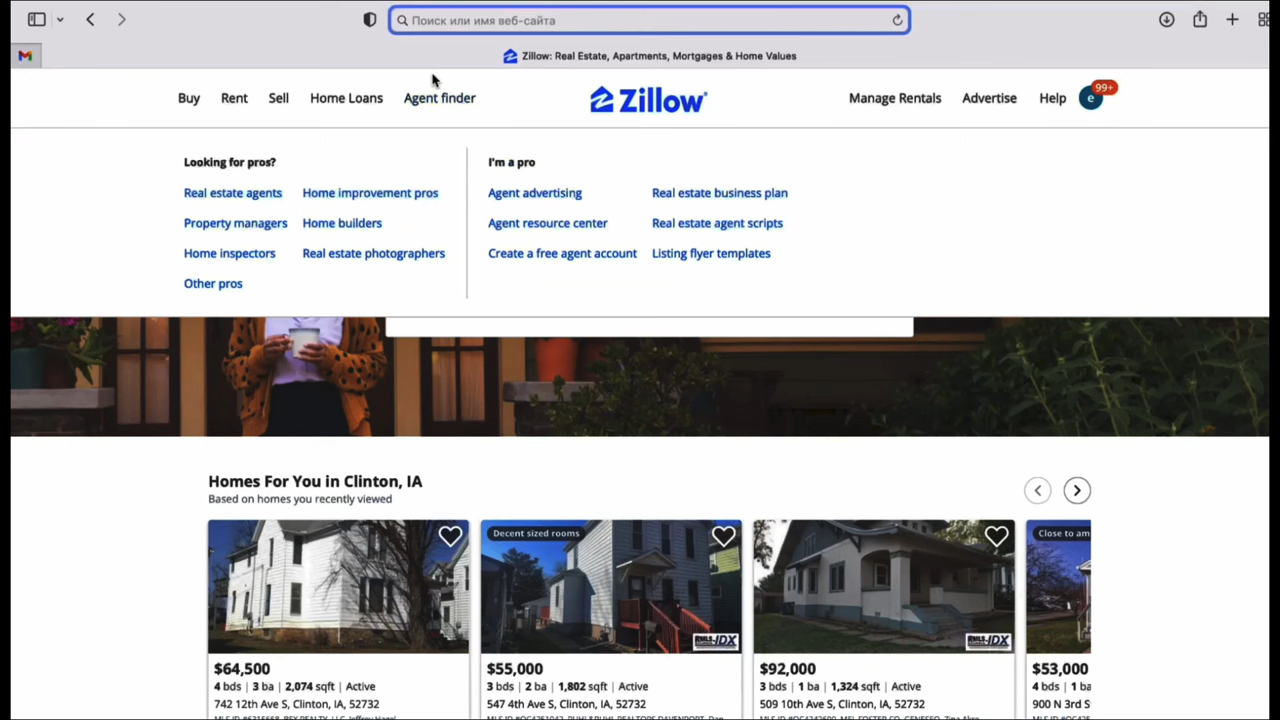 Поиск или имя веб-сайта
Zillow: Real Estate, Apartments, Mortgages & Home Values
Buy Rent Sell Home Loans Agent finder Zillow Manage Rentals Advertise Help e 99+
Looking for pros? I'm a pro
Real estate agents Home improvement pros Agent advertising Real estate business plan
Property managers Home builders Agent resource center Real estate agent scripts
Home inspectors Real estate photographers Create a free agent account Listing flyer templates
Other pros
Homes For You in Clinton, IA
Based on homes you recently viewed
Decent sized rooms Close to am
RMLS-IDX RMLS-IDX
$64,500 $55,000 $92,000 $53,000
4 bds | 3 ba | 2,074 sqft | Active 3 bds | 2 ba | 1,802 sqft | Active 3 bds | 1 ba | 1,324 sqft | Active 4 bds | 1 ba
742 12th Ave S, Clinton, IA, 52732 547 4th Ave S, Clinton, IA, 52732 509 10th Ave S, Clinton, IA, 52732 900 N 3rd S